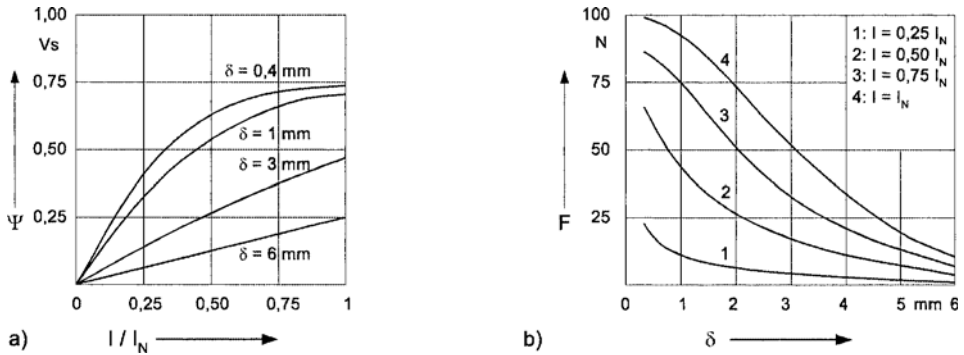 1,00
Vs
0,75
0,50
Ψ
0,25
0
0,25
0,50
0,75
1
δ = 0,4 mm
δ = 1 mm
δ = 3 mm
δ = 6 mm
a)
I / I_N
100
N
75
50
F
25
0
1
2
3
4
5
mm
6
4
3
2
1
1: I = 0,25 I_N
2: I = 0,50 I_N
3: I = 0,75 I_N
4: I = I_N
b)
δ